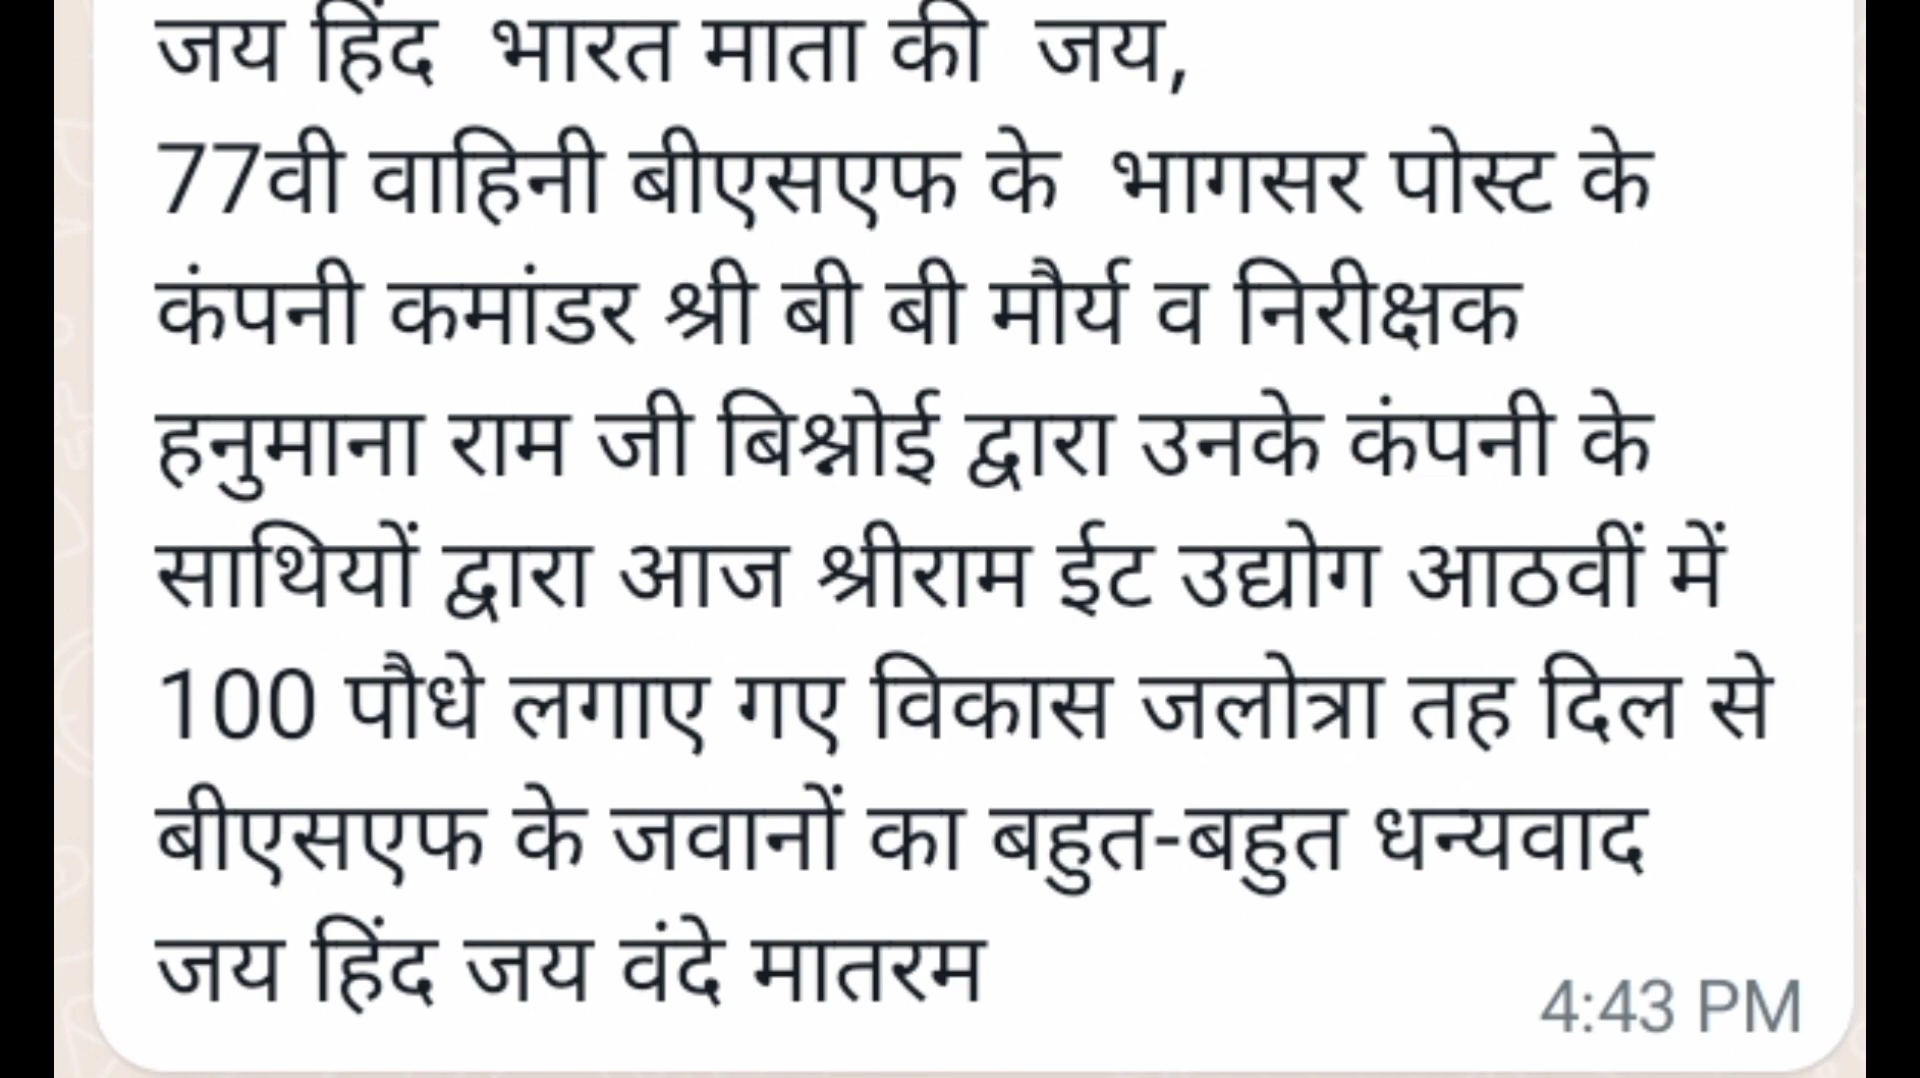 जय हिंद  भारत माता की  जय,
77वी वाहिनी बीएसएफ के  भागसर पोस्ट के
कंपनी कमांडर श्री बी बी मौर्य व निरीक्षक
हनुमाना राम जी बिश्नोई द्वारा उनके कंपनी के
साथियों द्वारा आज श्रीराम ईट उद्योग आठवीं में
100 पौधे लगाए गए विकास जलोत्रा तह दिल से
बीएसएफ के जवानों का बहुत-बहुत धन्यवाद
जय हिंद जय वंदे मातरम
4:43 PM